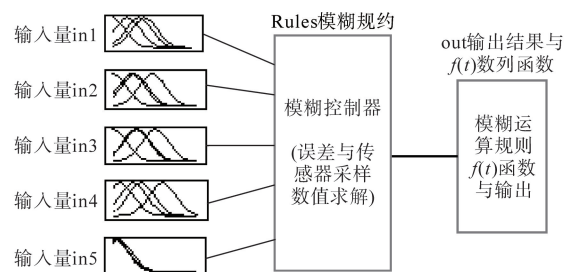 Rules模糊规约
输入量in1
输入量in2
输入量in3
输入量in4
输入量in5
模糊控制器
(误差与传
感器采样
数值求解)
out输出结果与
f(t)数列函数
模糊运
算规则
f(t)函数
与输出